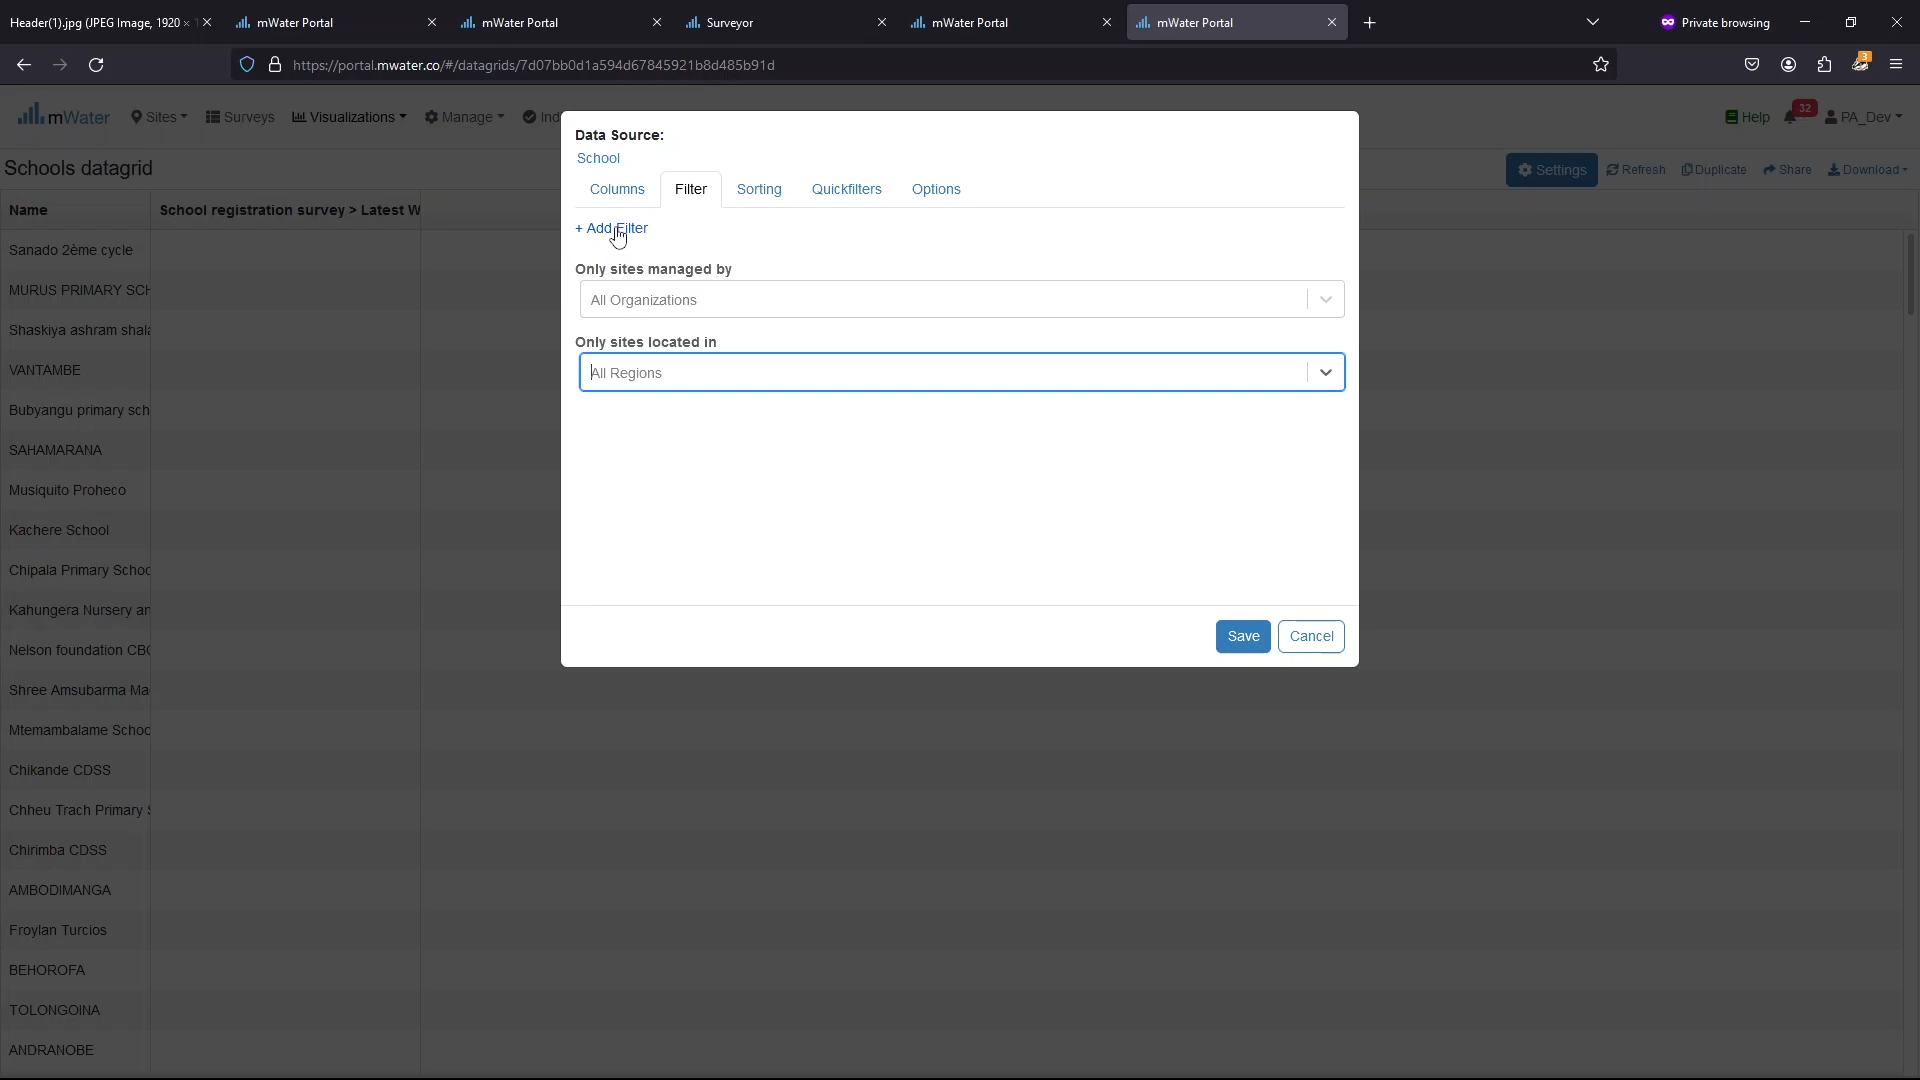 Header(1).jpg (JPEG Image, 1920 ×
mWater Portal
mWater Portal
Surveyor
mWater Portal
mWater Portal
Private browsing
https://portal.mwater.co/#/datagrids/7d07bb0d1a594d67845921b8d485b91d
3
mWater
Sites
Surveys
Visualizations
Manage
Ind
Help
32
PA_Dev
Schools datagrid
Settings
Refresh
Duplicate
Share
Download
Name
School registration survey > Latest W
Sanado 2ème cycle
MURUS PRIMARY SCH
Shaskiya ashram shala
VANTAMBE
Bubyangu primary sch
SAHAMARANA
Musiquito Proheco
Kachere School
Chipala Primary Schoo
Kahungera Nursery an
Nelson foundation CBO
Shree Amsubarma Ma
Mtemambalame Schoo
Chikande CDSS
Chheu Trach Primary S
Chirimba CDSS
AMBODIMANGA
Froylan Turcios
BEHOROFA
TOLONGOINA
ANDRANOBE
Data Source:
School
Columns
Filter
Sorting
Quickfilters
Options
+ Add Filter
Only sites managed by
All Organizations
Only sites located in
All Regions
Save
Cancel